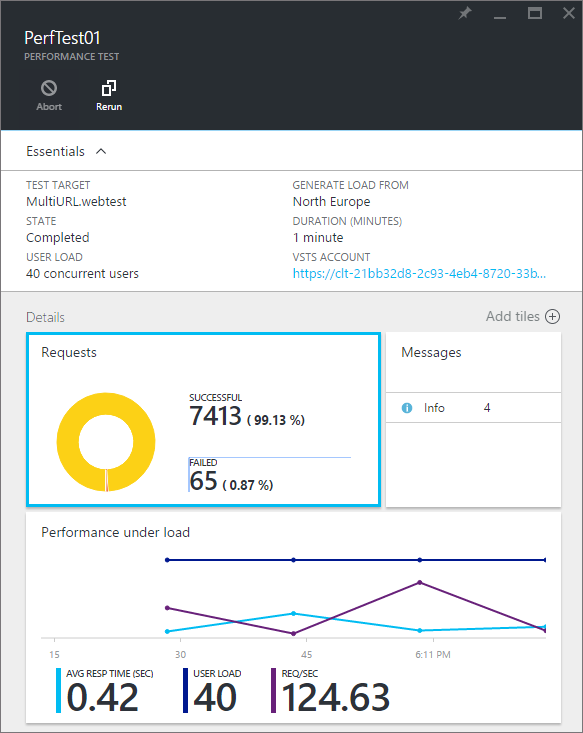 PerfTest01
PERFORMANCE TEST
Abort
Rerun
Essentials
TEST TARGET
MultiURL.webtest
GENERATE LOAD FROM
North Europe
STATE
Completed
DURATION (MINUTES)
1 minute
USER LOAD
40 concurrent users
VSTS ACCOUNT
https://clt-21bb32d8-2c93-4eb4-8720-33b...
Details
Add tiles
Requests
SUCCESSFUL
7413 ( 99.13 %)
FAILED
65 ( 0.87 %)
Messages
Info 4
Performance under load
15 30 45 6:11 PM
AVG RESP TIME (SEC)
0.42
USER LOAD
40
REQ/SEC
124.63